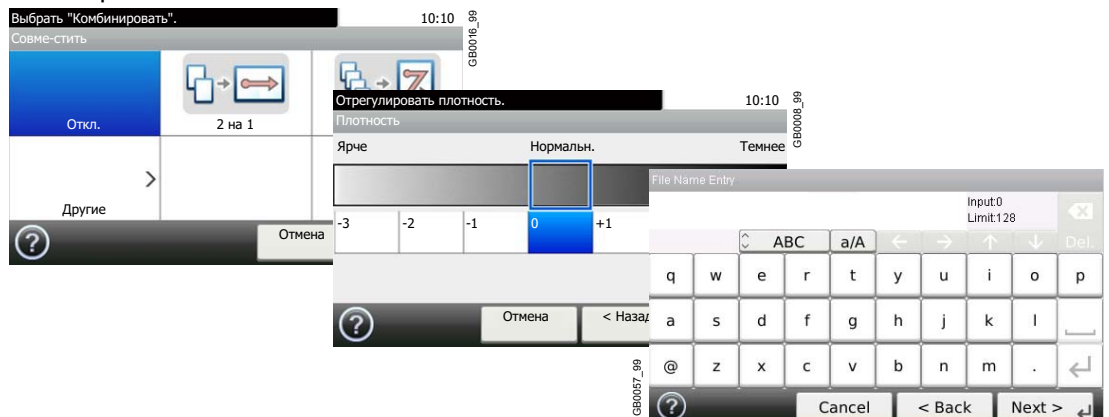 Выбрать "Комбинировать". 10:10
Совме-стить
Откл. 2 на 1
Другие
Отмена
GB0016_99
Отрегулировать плотность. 10:10
Плотность
Ярче Нормальн. Темнее
-3 -2 -1 0 +1
Отмена < Назад
GB0008_99
File Name Entry
Input:0
Limit:128
ABC a/A Del.
q w e r t y u i o p
a s d f g h j k l
@ z x c v b n m .
Cancel < Back Next >
GB0057_99